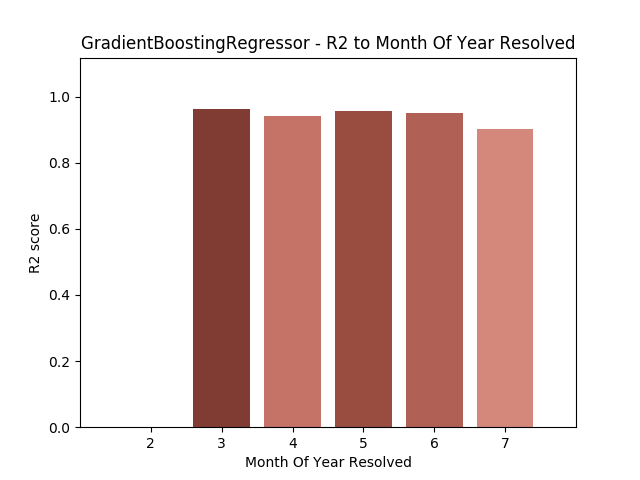 GradientBoostingRegressor - R2 to Month Of Year Resolved
1.0
0.8
0.6
0.4
0.2
0.0
R2 score
2 3 4 5 6 7
Month Of Year Resolved